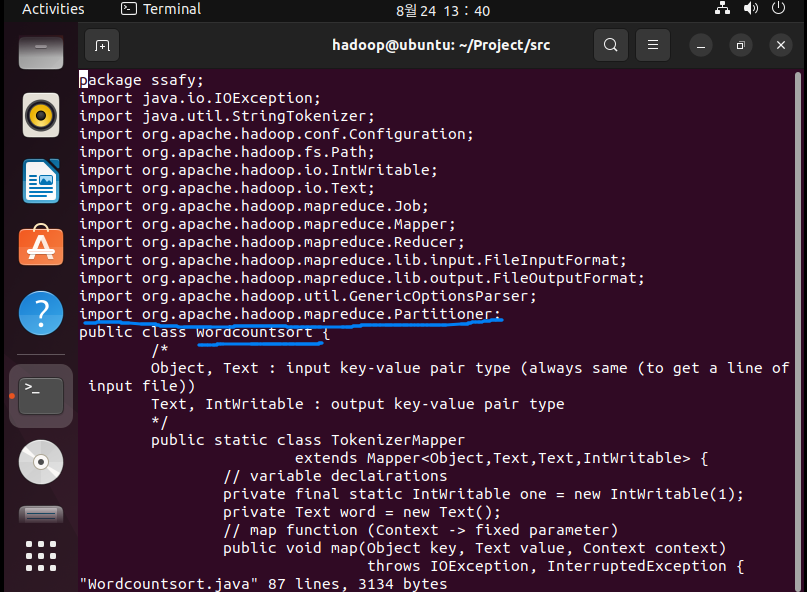 Activities Terminal 8월 24 13 : 40
hadoop@ubuntu: ~/Project/src
package ssafy;
import java.io.IOException;
import java.util.StringTokenizer;
import org.apache.hadoop.conf.Configuration;
import org.apache.hadoop.fs.Path;
import org.apache.hadoop.io.IntWritable;
import org.apache.hadoop.io.Text;
import org.apache.hadoop.mapreduce.Job;
import org.apache.hadoop.mapreduce.Mapper;
import org.apache.hadoop.mapreduce.Reducer;
import org.apache.hadoop.mapreduce.lib.input.FileInputFormat;
import org.apache.hadoop.mapreduce.lib.output.FileOutputFormat;
import org.apache.hadoop.util.GenericOptionsParser;
import org.apache.hadoop.mapreduce.Partitioner;
public class Wordcountsort {
/*
Object, Text : input key-value pair type (always same (to get a line of
input file))
Text, IntWritable : output key-value pair type
*/
public static class TokenizerMapper
extends Mapper<Object,Text,Text,IntWritable> {
// variable declairations
private final static IntWritable one = new IntWritable(1);
private Text word = new Text();
// map function (Context -> fixed parameter)
public void map(Object key, Text value, Context context)
throws IOException, InterruptedException {
"Wordcountsort.java" 87 lines, 3134 bytes